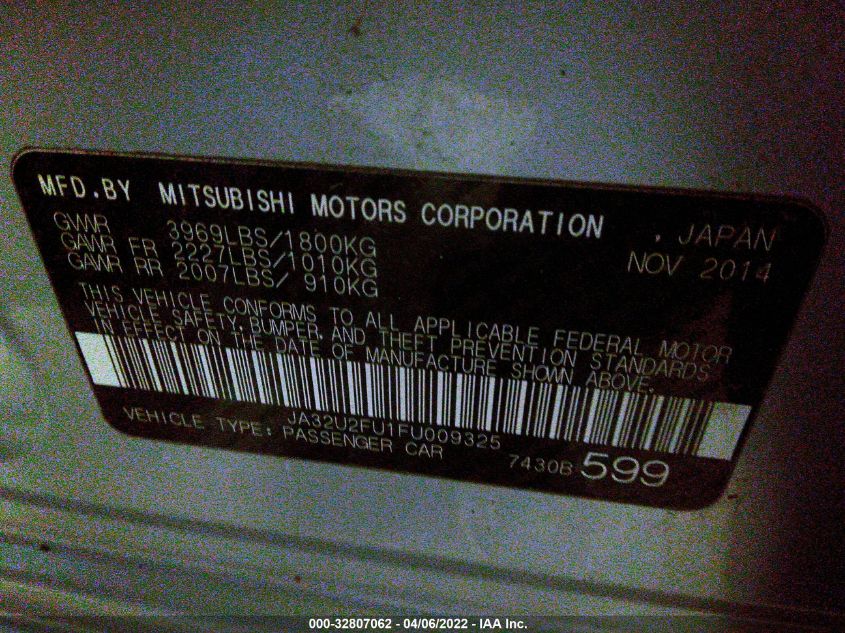 MFD.BY MITSUBISHI MOTORS CORPORATION . JAPAN
GVWR 3969LBS/1800KG NOV 2014
GAWR FR 2227LBS/1010KG
GAWR RR 2007LBS/ 910KG
THIS VEHICLE CONFORMS TO ALL APPLICABLE FEDERAL MOTOR
VEHICLE SAFETY, BUMPER, AND THEFT PREVENTION STANDARDS
IN EFFECT ON THE DATE OF MANUFACTURE SHOWN ABOVE.
JA32U2FU1FU009325
VEHICLE TYPE: PASSENGER CAR 7430B 599
000-32807062 - 04/06/2022 - IAA Inc.